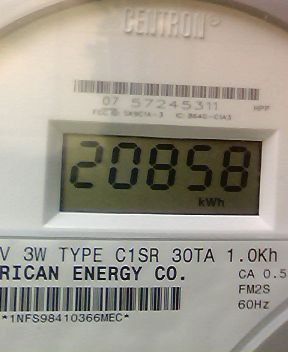 CENTRON®
07 57245311 HPF
20858
kWh
V 3W TYPE C1SR 30TA 1.0Kh
RICAN ENERGY CO.
CA 0.5
FM2S
60Hz
*1NFS98410366MEC*